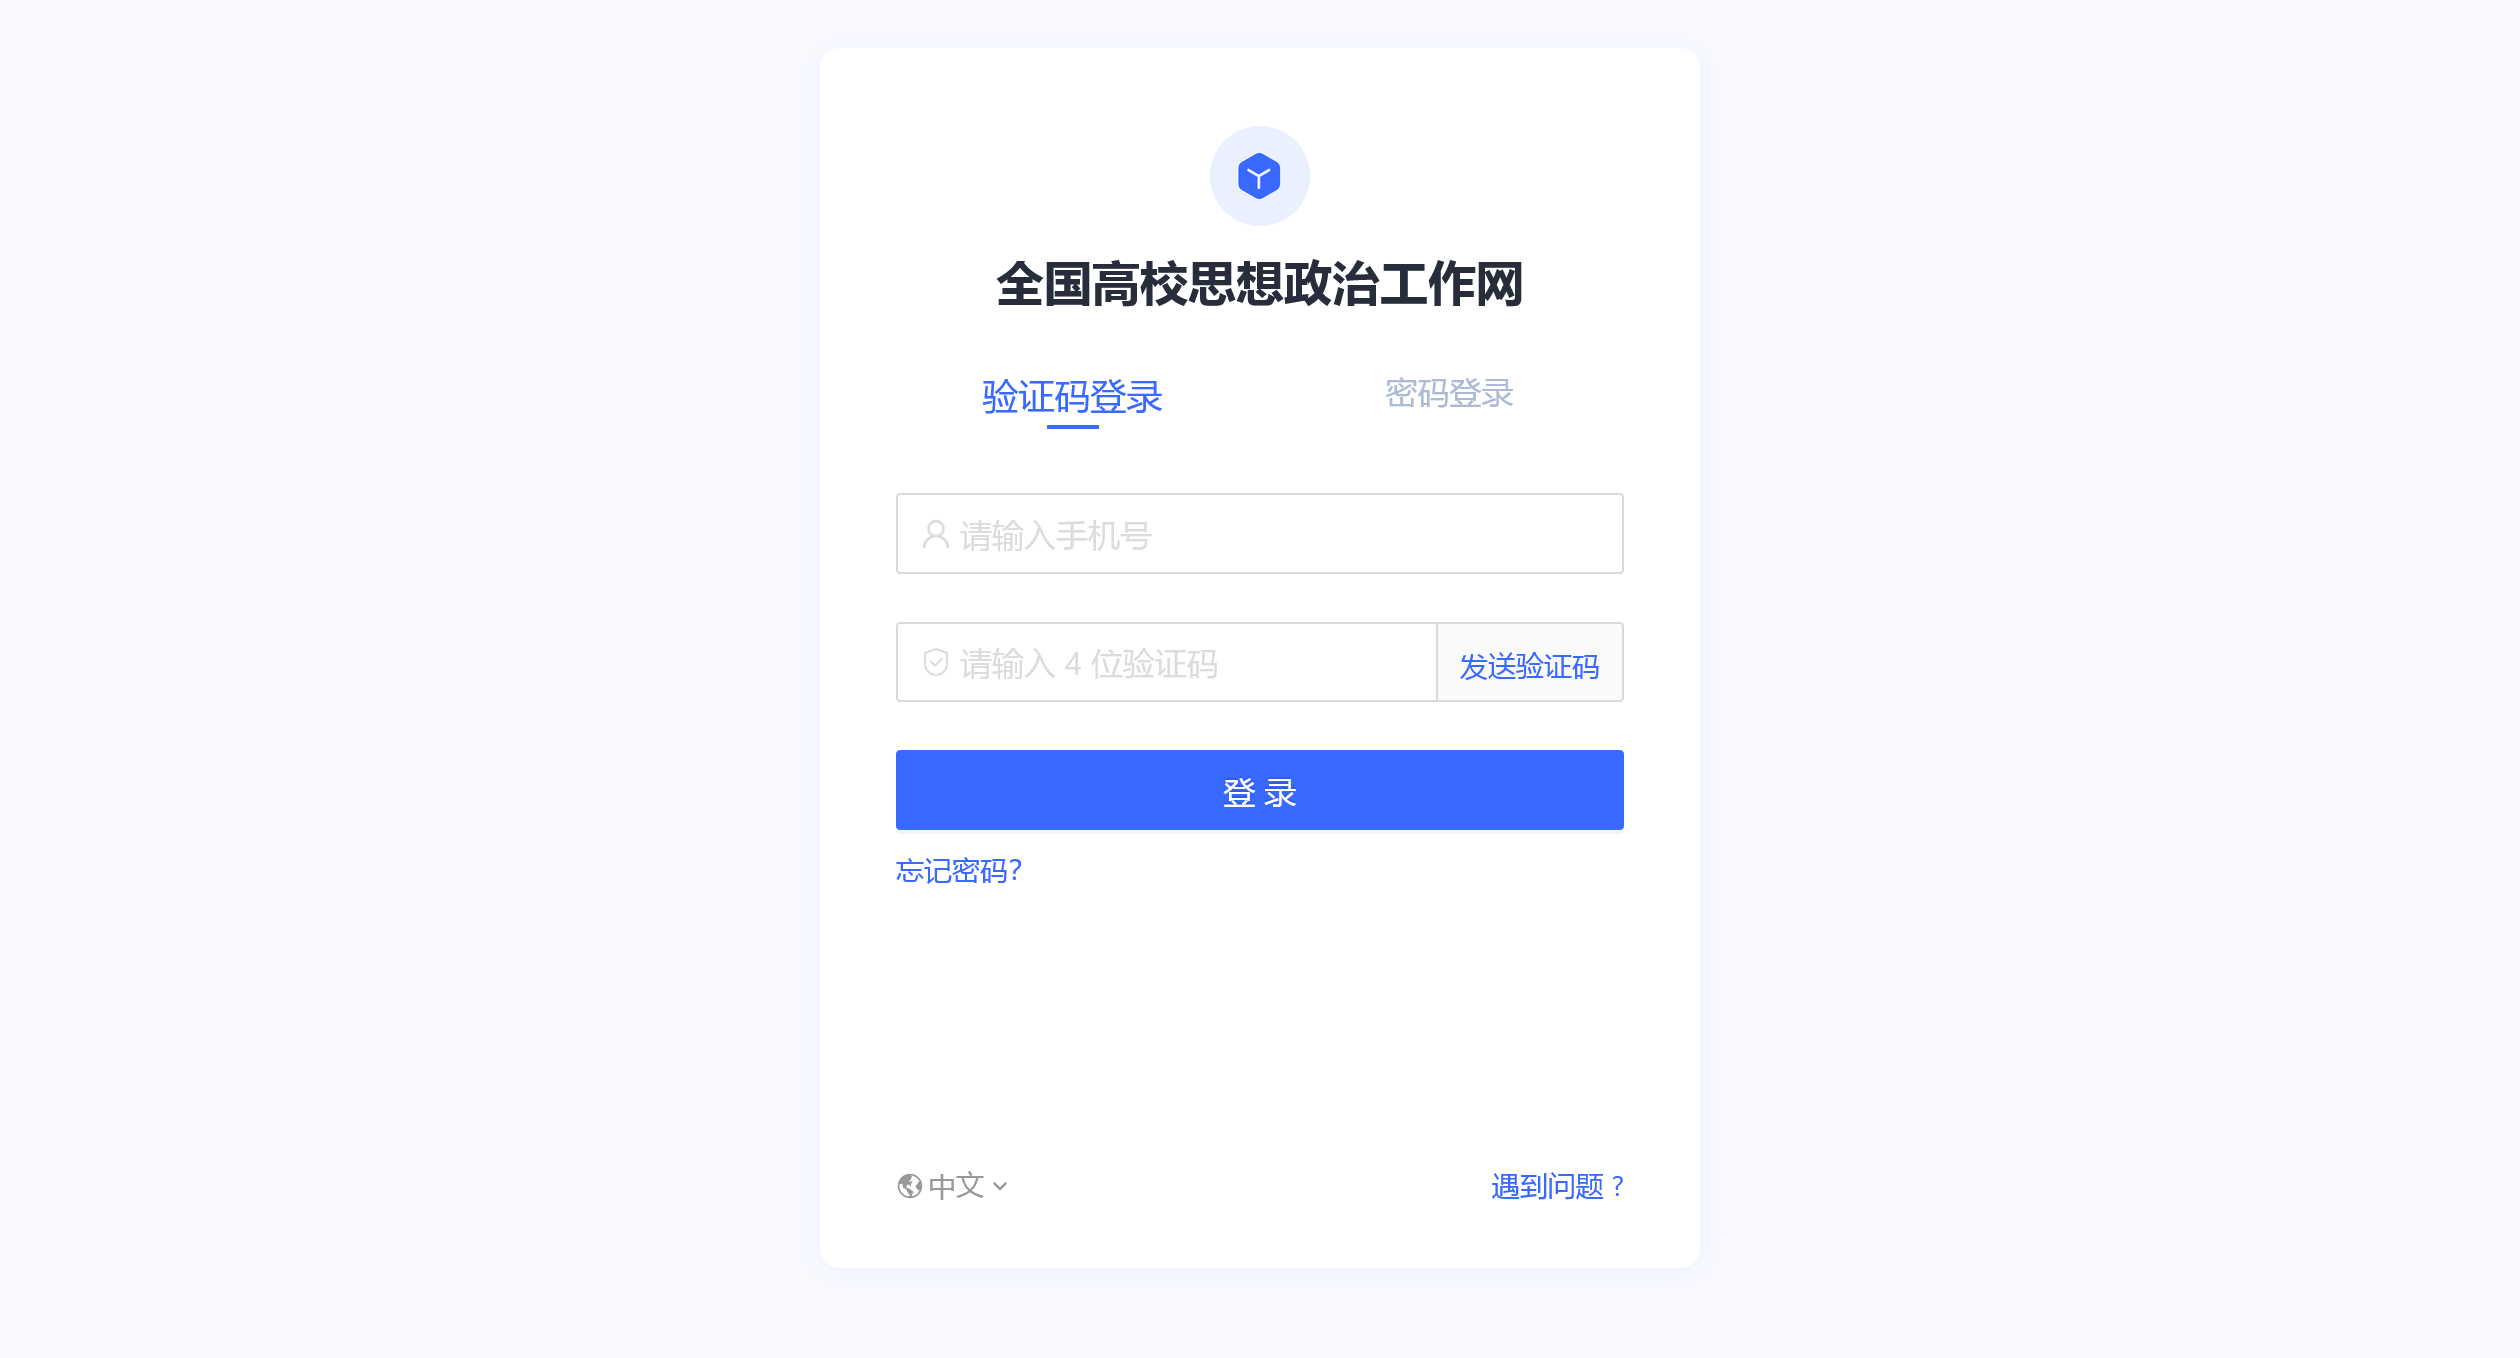 全国高校思想政治工作网
验证码登录 密码登录
请输入手机号
请输入 4 位验证码 发送验证码
登 录
忘记密码?
中文 遇到问题 ?